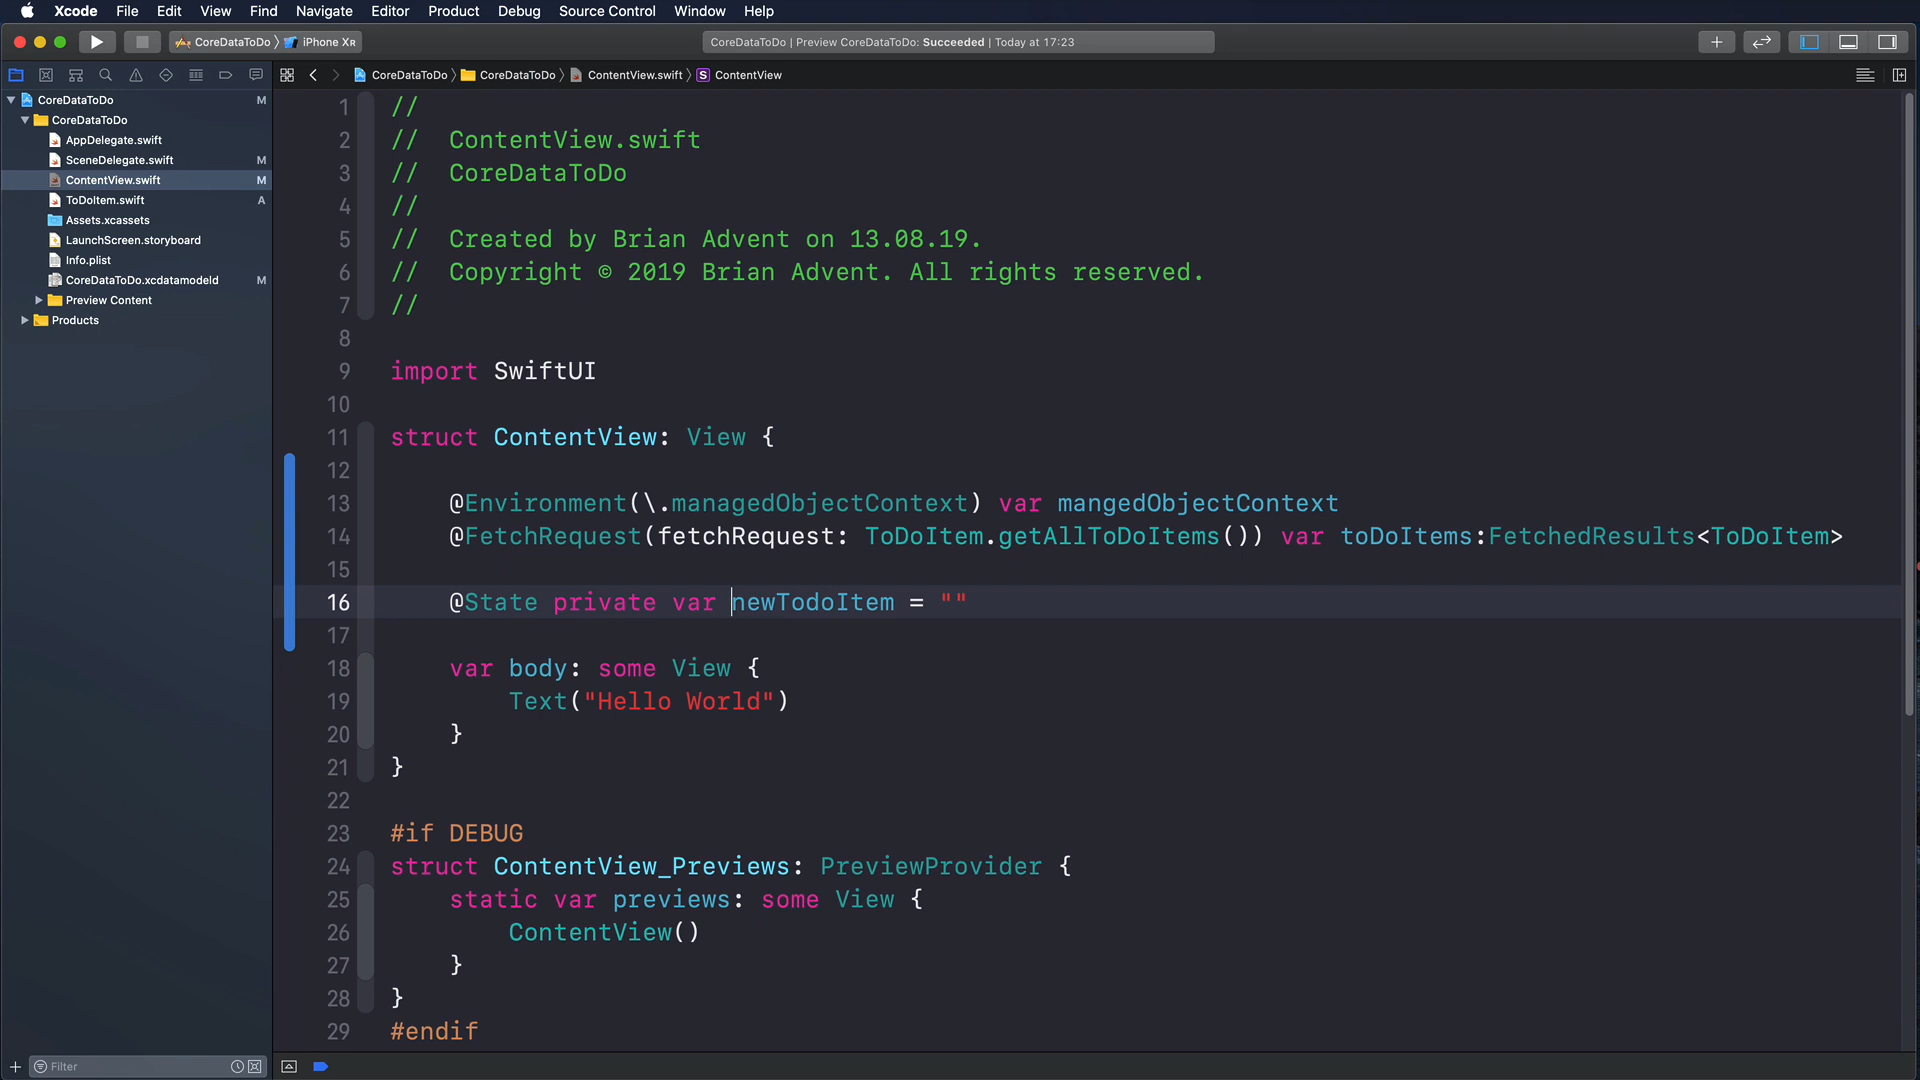 Xcode File Edit View Find Navigate Editor Product Debug Source Control Window Help
CoreDataToDo iPhone XR
CoreDataToDo | Preview CoreDataToDo: Succeeded | Today at 17:23
CoreDataToDo CoreDataToDo ContentView.swift S ContentView
CoreDataToDo M
CoreDataToDo
AppDelegate.swift
SceneDelegate.swift M
ContentView.swift M
ToDoItem.swift A
Assets.xcassets
LaunchScreen.storyboard
Info.plist
CoreDataToDo.xcdatamodeld M
Preview Content
Products
1 //
2 //  ContentView.swift
3 //  CoreDataToDo
4 //
5 //  Created by Brian Advent on 13.08.19.
6 //  Copyright © 2019 Brian Advent. All rights reserved.
7 //
8
9 import SwiftUI
10
11 struct ContentView: View {
12
13     @Environment(\.managedObjectContext) var mangedObjectContext
14     @FetchRequest(fetchRequest: ToDoItem.getAllToDoItems()) var toDoItems:FetchedResults<ToDoItem>
15
16     @State private var newTodoItem = ""
17
18     var body: some View {
19         Text("Hello World")
20     }
21 }
22
23 #if DEBUG
24 struct ContentView_Previews: PreviewProvider {
25     static var previews: some View {
26         ContentView()
27     }
28 }
29 #endif
Filter